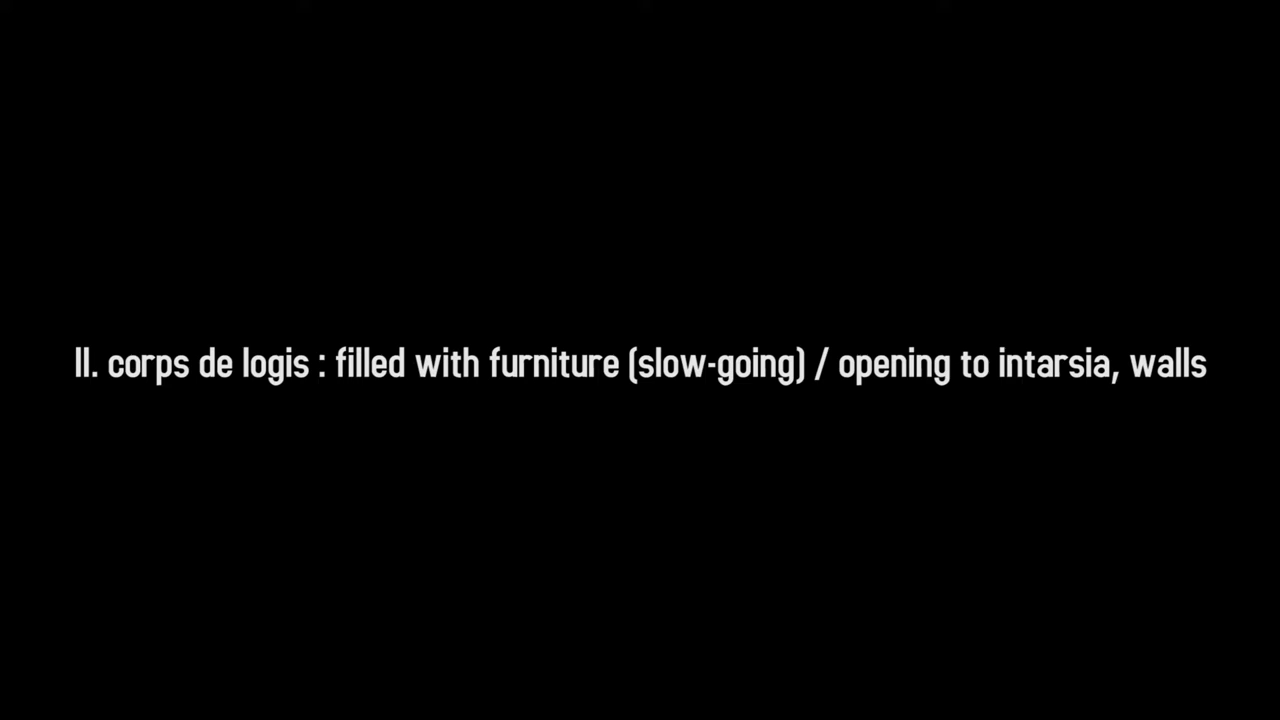 II. corps de logis : filled with furniture (slow-going) / opening to intarsia, walls